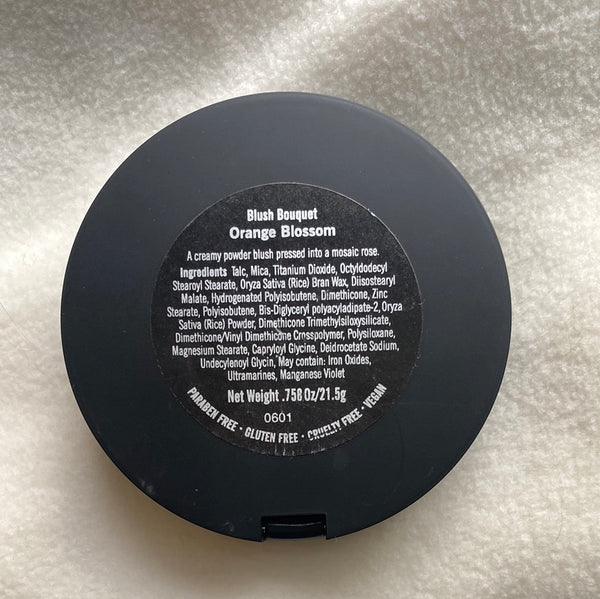 Blush Bouquet
Orange Blossom
A creamy powder blush pressed into a mosaic rose.
Ingredients Talc, Mica, Titanium Dioxide, Octyldodecyl
Stearoyl Stearate, Oryza Sativa (Rice) Bran Wax, Diisostearyl
Malate, Hydrogenated Polyisobutene, Dimethicone, Zinc
Stearate, Polyisobutene, Bis-Diglyceryl polyacyladipate-2, Oryza
Sativa (Rice) Powder, Dimethicone Trimethylsiloxysilicate,
Dimethicone/Vinyl Dimethicone Crosspolymer, Polysiloxane,
Magnesium Stearate, Capryloyl Glycine, Deidrocetate Sodium,
Undecylenoyl Glycin, May contain: Iron Oxides,
Ultramarines, Manganese Violet
Net Weight .758 Oz/21.5g
0601
PARABEN FREE • GLUTEN FREE • CRUELTY FREE • VEGAN